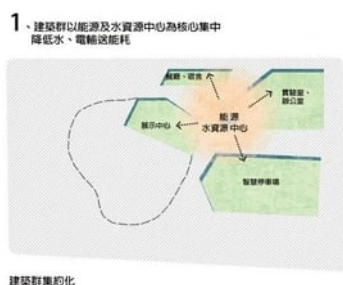 1、建築群以能源及水資源中心為核心集中
降低水、電輸送能耗
餐廳、宿舍
實驗室、
辦公室
能源
水資源中心
展示中心
智慧停車場
建築群集約化